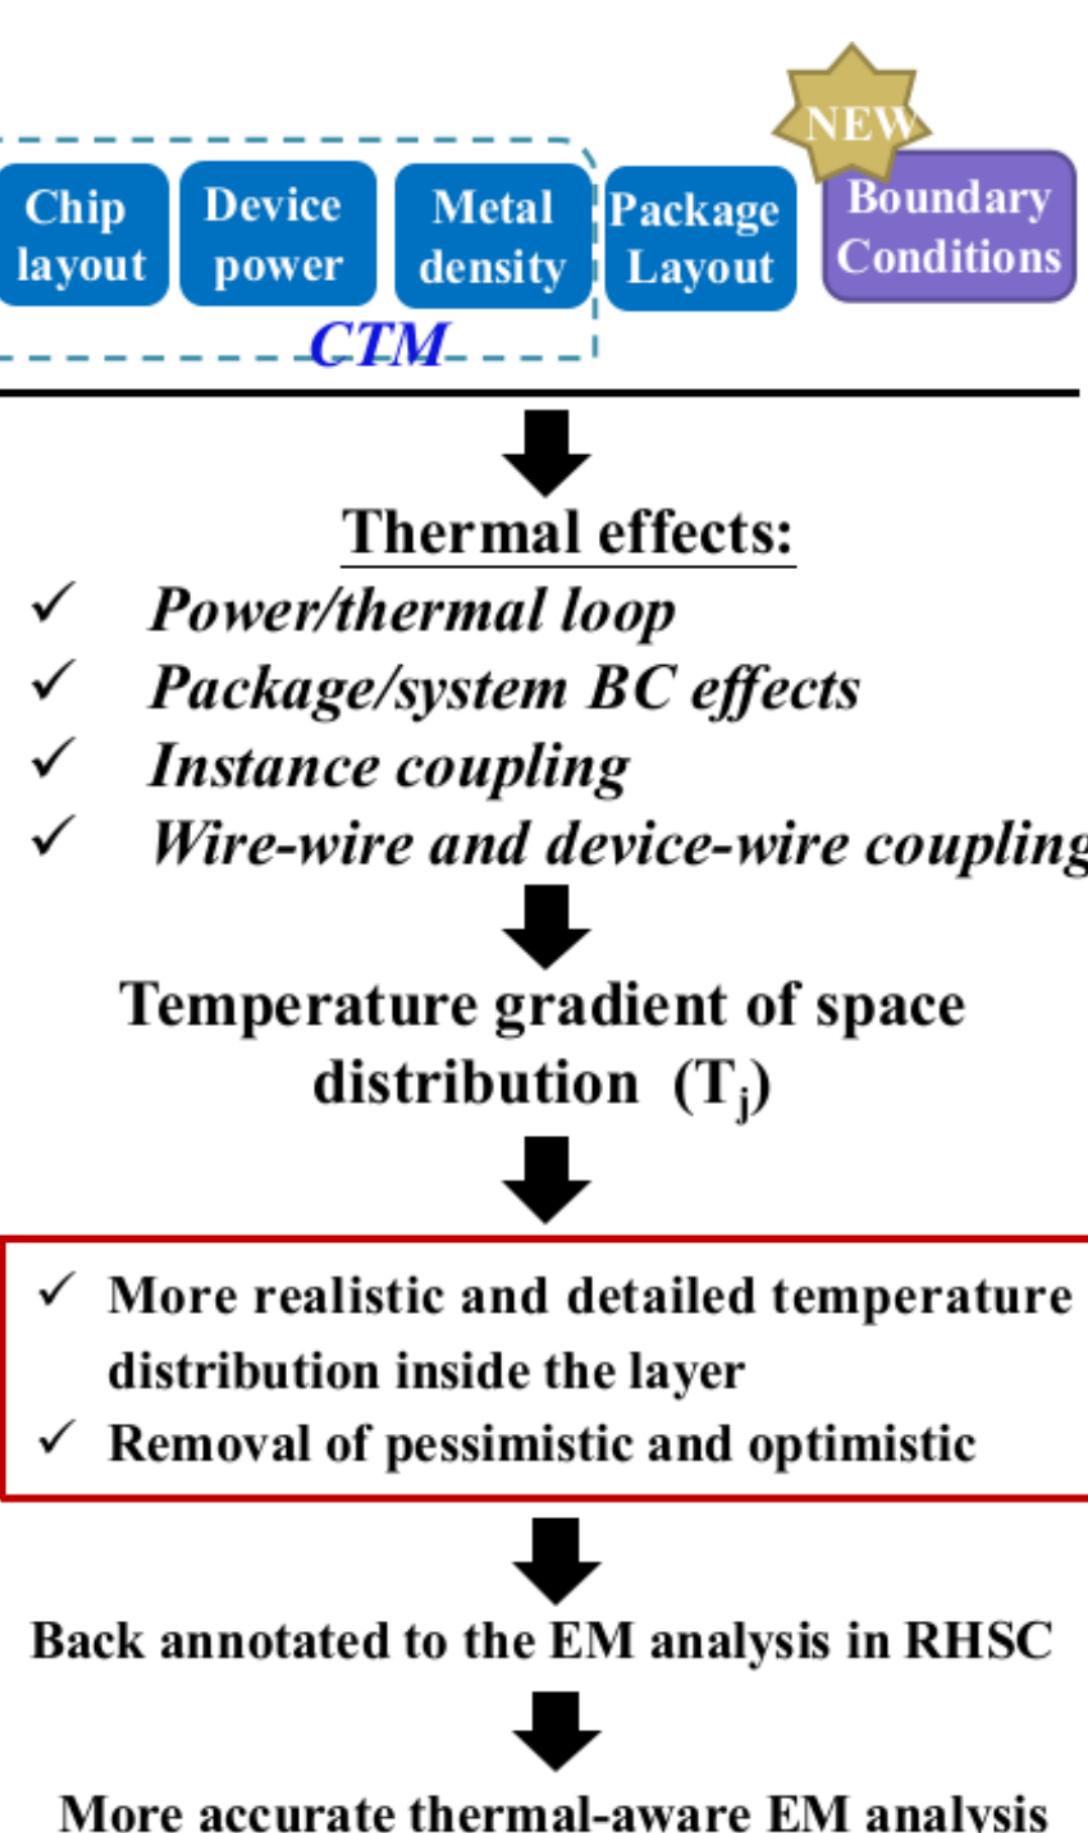 NEW
Chip
layout
Device
power
Metal
density
Package
Layout
Boundary
Conditions
CTM
Thermal effects:
✓ Power/thermal loop
✓ Package/system BC effects
✓ Instance coupling
✓ Wire-wire and device-wire coupling
Temperature gradient of space
distribution (Tj)
✓ More realistic and detailed temperature
distribution inside the layer
✓ Removal of pessimistic and optimistic
Back annotated to the EM analysis in RHSC
More accurate thermal-aware EM analysis